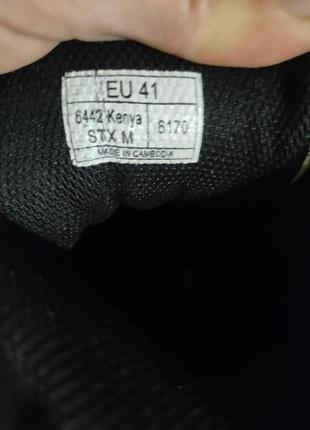 EU 41
6442 Kenya
STX M
6170
MADE IN CAMBODIA